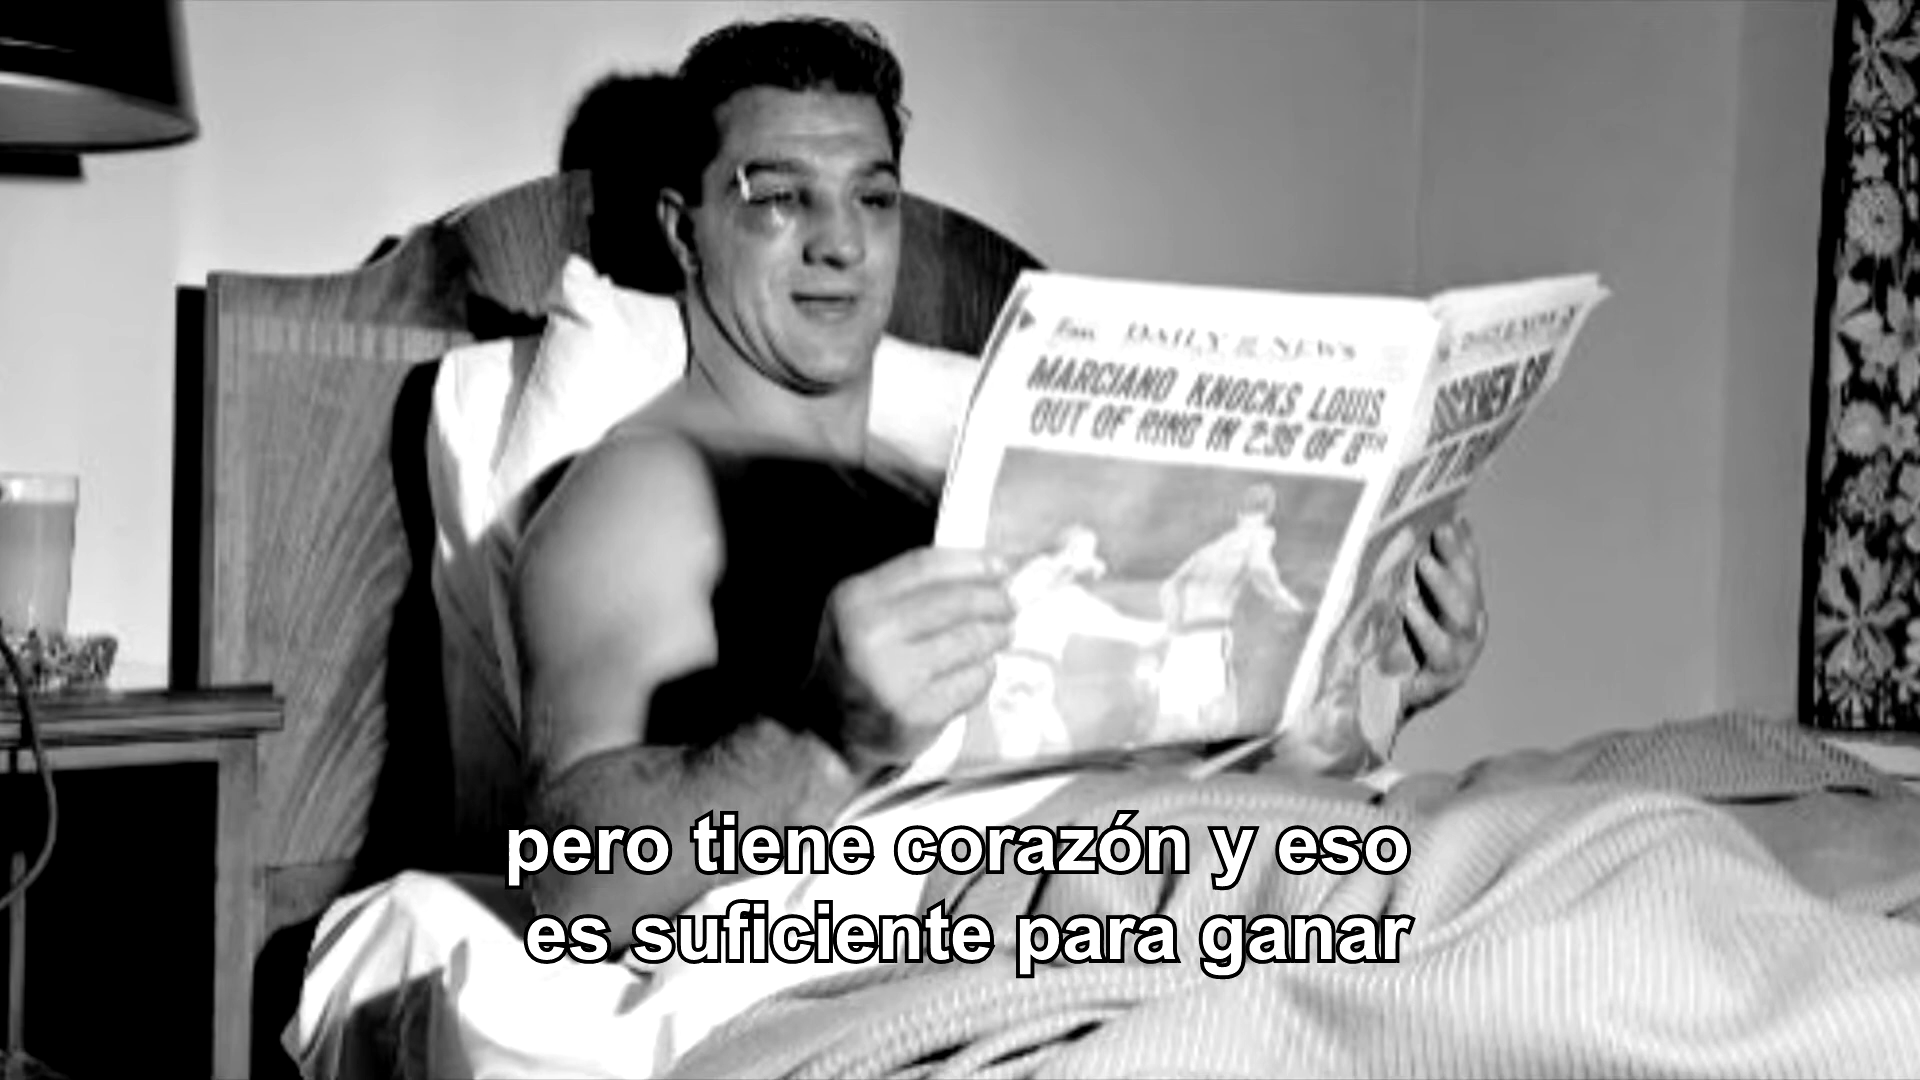 DAILY NEWS
MARCIANO KNOCKS LOUIS
OUT OF RING IN 2:36 OF 8TH
pero tiene corazón y eso
es suficiente para ganar